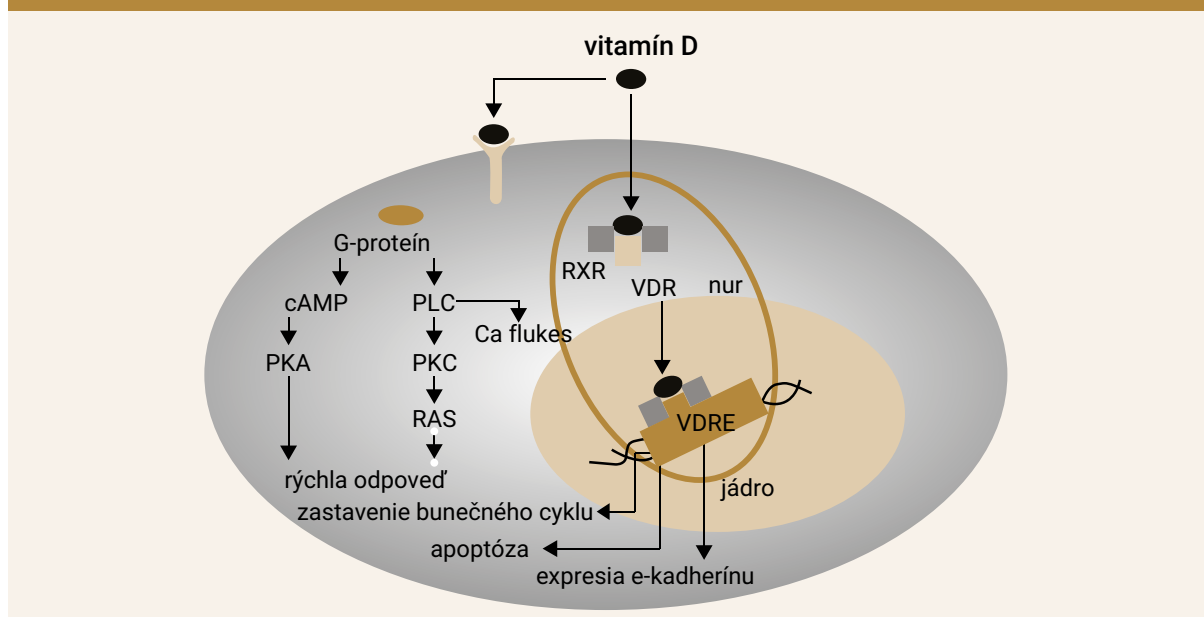 vitamín D
G-proteín
RXR
VDR
nur
cAMP
PLC
Ca flukes
PKA
PKC
RAS
VDRE
rýchla odpoveď
jádro
zastavenie bunečného cyklu
apoptóza
expresia e-kadherínu